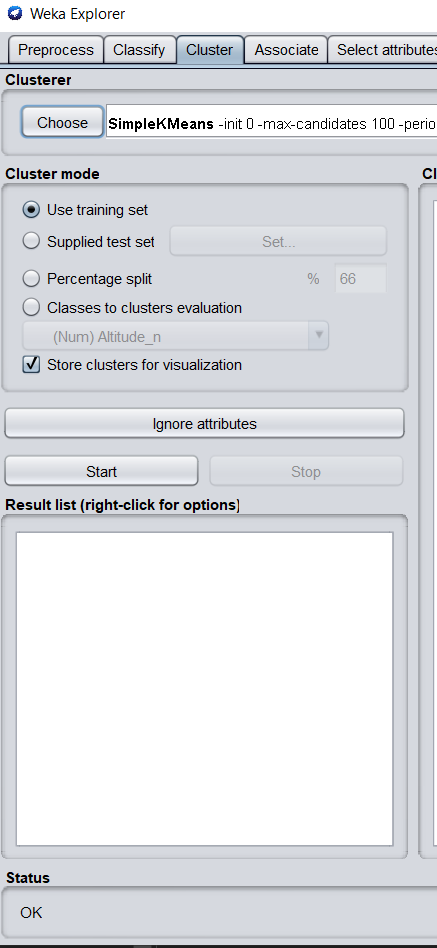 Weka Explorer
Preprocess Classify Cluster Associate Select attributes
Clusterer
Choose SimpleKMeans -init 0 -max-candidates 100 -perio
Cluster mode Cl
Use training set
Supplied test set Set...
Percentage split % 66
Classes to clusters evaluation
(Num) Altitude_n
Store clusters for visualization
Ignore attributes
Start Stop
Result list (right-click for options)
Status
OK